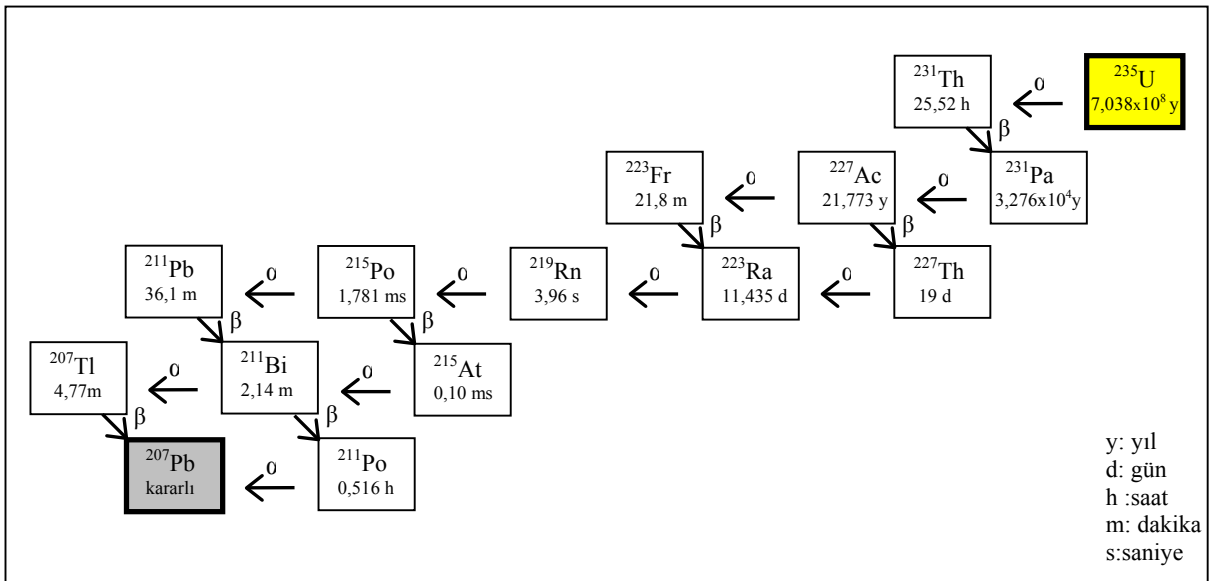 ²³¹Th
25,52 h
0
²³⁵U
7,038x10⁸ y
β
²²³Fr
21,8 m
0
²²⁷Ac
21,773 y
0
²³¹Pa
3,276x10⁴y
β
β
²¹¹Pb
36,1 m
0
²¹⁵Po
1,781 ms
0
²¹⁹Rn
3,96 s
0
²²³Ra
11,435 d
0
²²⁷Th
19 d
β
β
²⁰⁷Tl
4,77m
0
²¹¹Bi
2,14 m
0
²¹⁵At
0,10 ms
β
β
²⁰⁷Pb
kararlı
0
²¹¹Po
0,516 h
y: yıl
d: gün
h :saat
m: dakika
s:saniye